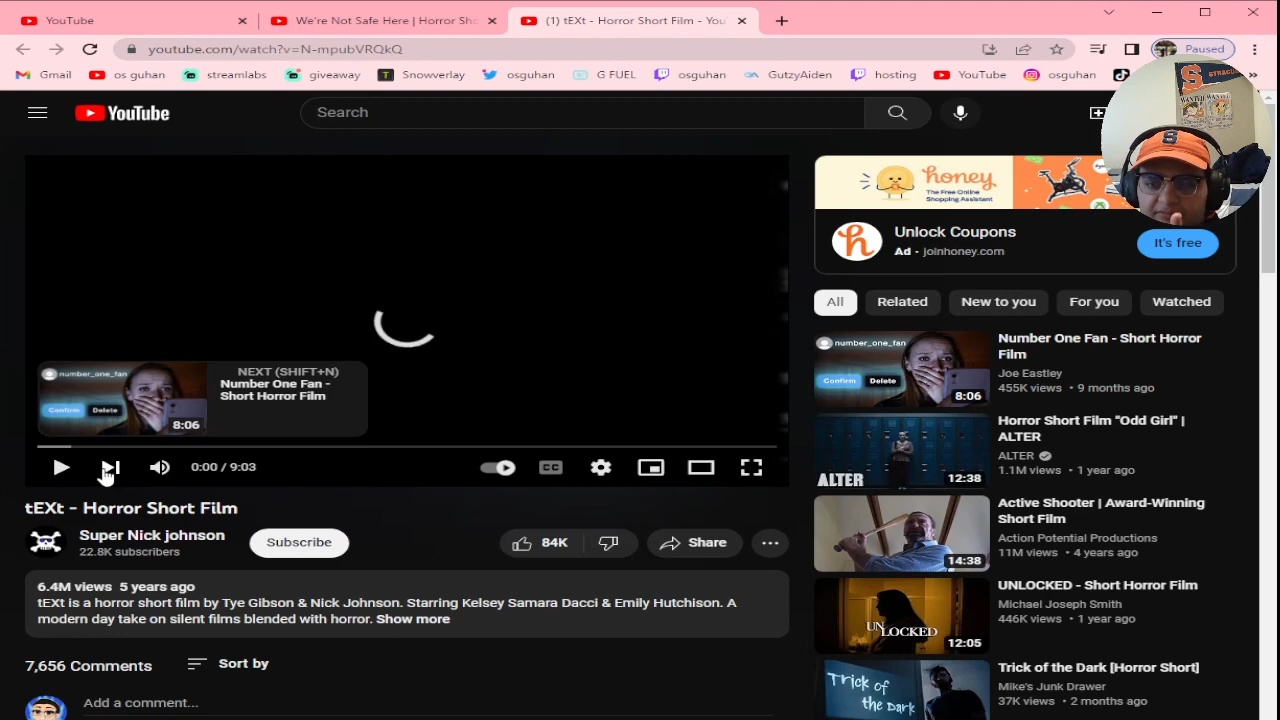 YouTube
We're Not Safe Here | Horror Sho
(1) tEXt - Horror Short Film - You
youtube.com/watch?v=N-mpubVRQkQ
Paused
Gmail
os guhan
streamlabs
giveaway
Snowverlay
osguhan
G FUEL
osguhan
GutzyAiden
hosting
YouTube
osguhan
YouTube
Search
S
SYRACUS
WANTED
WANTED
S
honey
The Free Online
Shopping Assistant
h
Unlock Coupons
Ad · joinhoney.com
It's free
All
Related
New to you
For you
Watched
number_one_fan
Confirm
Delete
8:06
NEXT (SHIFT+N)
Number One Fan -
Short Horror Film
0:00 / 9:03
CC
tEXt - Horror Short Film
Super Nick johnson
22.8K subscribers
Subscribe
84K
Share
6.4M views 5 years ago
tEXt is a horror short film by Tye Gibson & Nick Johnson. Starring Kelsey Samara Dacci & Emily Hutchison. A
modern day take on silent films blended with horror. Show more
7,656 Comments
Sort by
Add a comment...
number_one_fan
Confirm
Delete
8:06
Number One Fan - Short Horror
Film
Joe Eastley
455K views · 9 months ago
ALTER
12:38
Horror Short Film "Odd Girl" |
ALTER
ALTER
1.1M views · 1 year ago
14:38
Active Shooter | Award-Winning
Short Film
Action Potential Productions
11M views · 4 years ago
UNLOCKED
12:05
UNLOCKED - Short Horror Film
Michael Joseph Smith
446K views · 1 year ago
Trick of
the Dark
Trick of the Dark [Horror Short]
Mike's Junk Drawer
37K views · 2 months ago